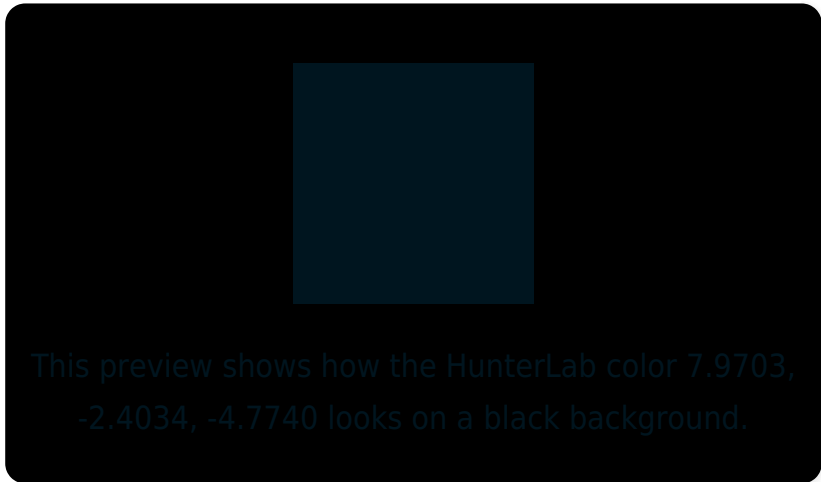 This preview shows how the HunterLab color 7.9703,
-2.4034, -4.7740 looks on a black background.